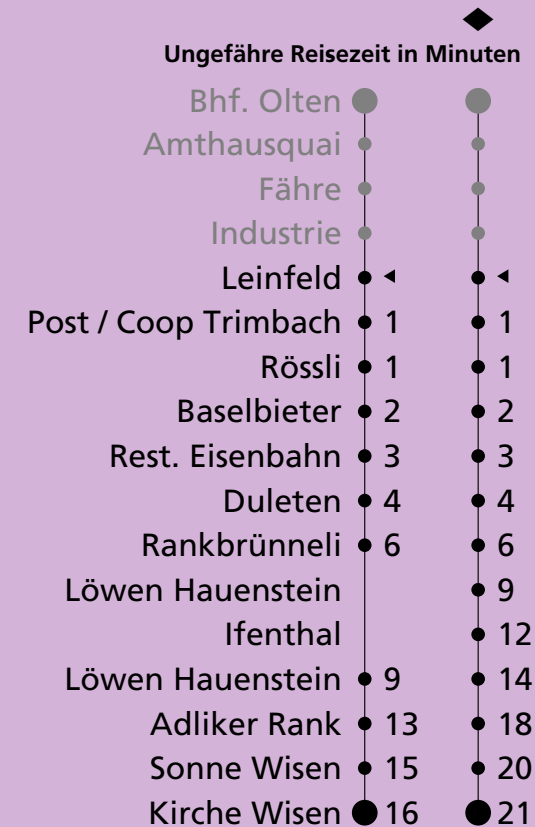 Ungefähre Reisezeit in Minuten
Bhf. Olten
Amthausquai
Fähre
Industrie
Leinfeld
Post / Coop Trimbach 1 1
Rössli 1 1
Baselbieter 2 2
Rest. Eisenbahn 3 3
Duleten 4 4
Rankbrünneli 6 6
Löwen Hauenstein 9
Ifenthal 12
Löwen Hauenstein 9 14
Adliker Rank 13 18
Sonne Wisen 15 20
Kirche Wisen 16 21